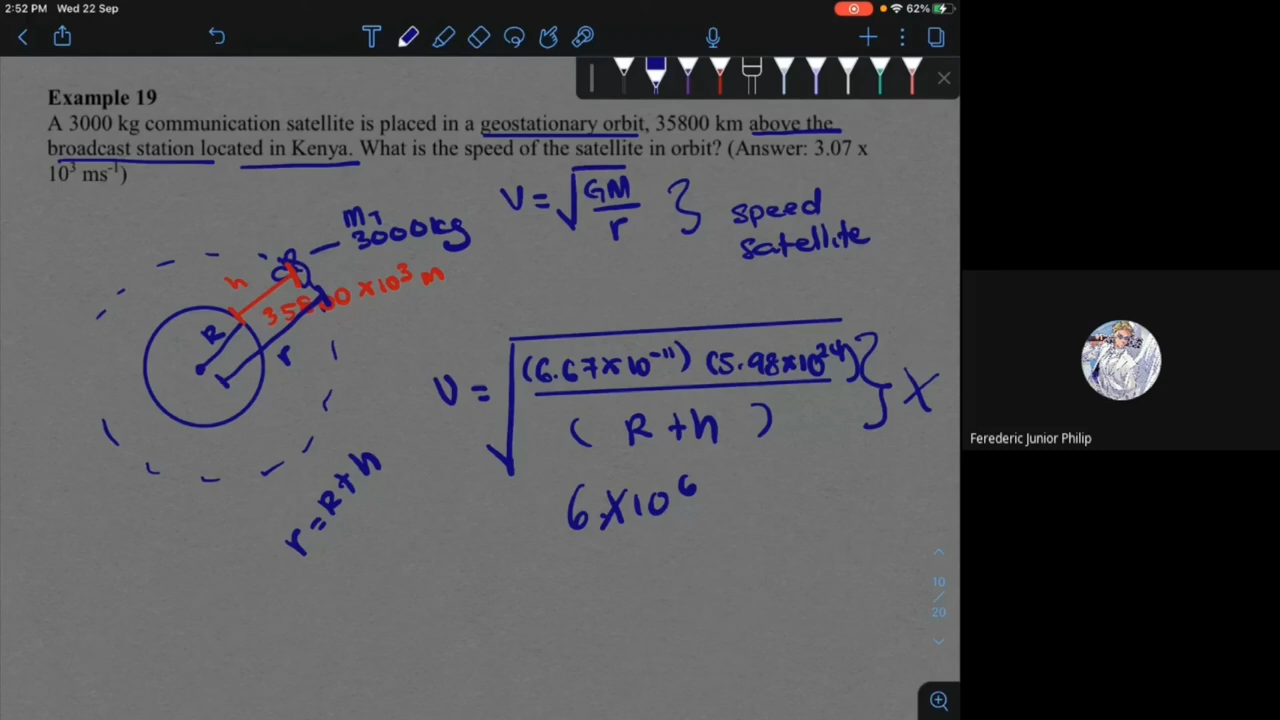 2:52 PM Wed 22 Sep
62%
Example 19
A 3000 kg communication satellite is placed in a geostationary orbit, 35800 km above the
broadcast station located in Kenya. What is the speed of the satellite in orbit? (Answer: 3.07 x
10³ ms⁻¹)
V = √GM/r } speed
satellite
3000kg
h
35800 × 10³ m
R
r
r = R + h
V = √(6.67×10⁻¹¹) (5.98×10²⁴) / (R + h) } X
6×10⁶
10
/
20
Ferederic Junior Philip